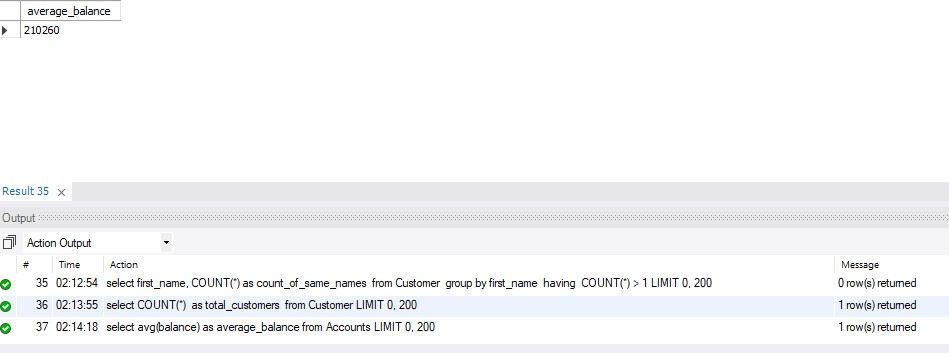 average_balance
210260
Result 35 ×
Output
Action Output
# Time Action Message
35 02:12:54 select first_name, COUNT(*) as count_of_same_names from Customer group by first_name having COUNT(*) > 1 LIMIT 0, 200 0 row(s) returned
36 02:13:55 select COUNT(*) as total_customers from Customer LIMIT 0, 200 1 row(s) returned
37 02:14:18 select avg(balance) as average_balance from Accounts LIMIT 0, 200 1 row(s) returned